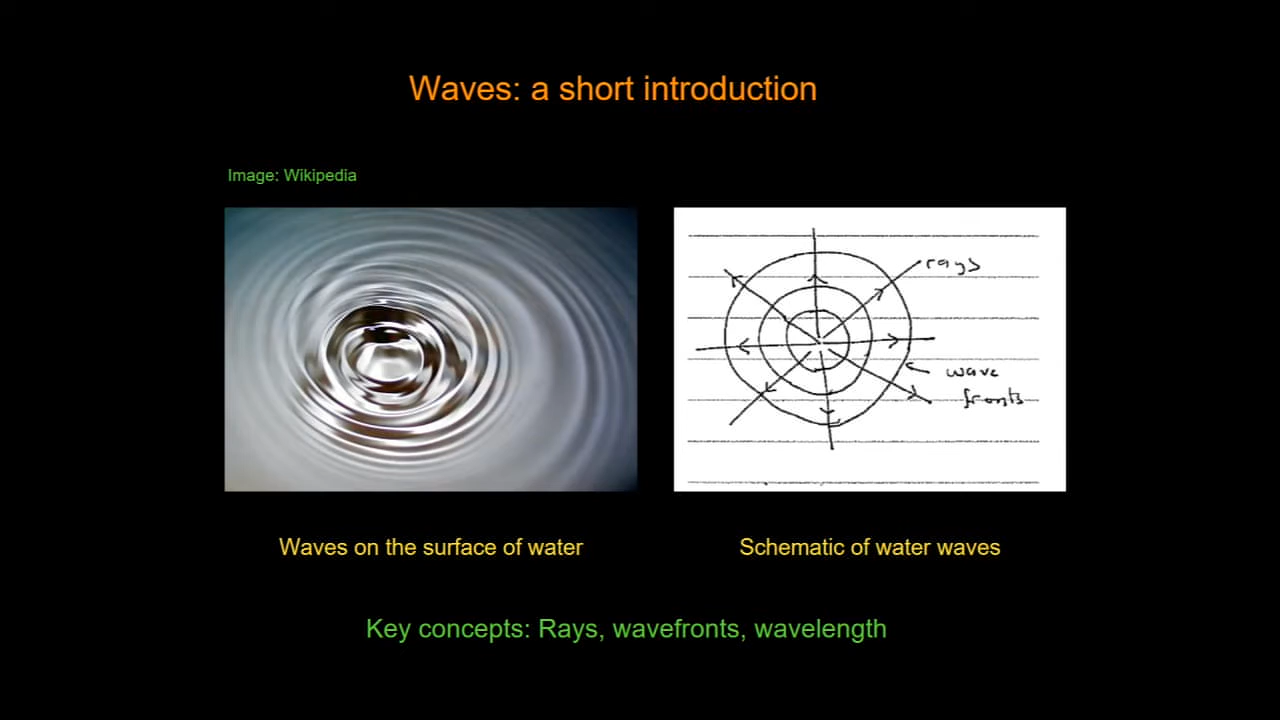 Waves: a short introduction
Image: Wikipedia
rays
wave
fronts
Waves on the surface of water
Schematic of water waves
Key concepts: Rays, wavefronts, wavelength